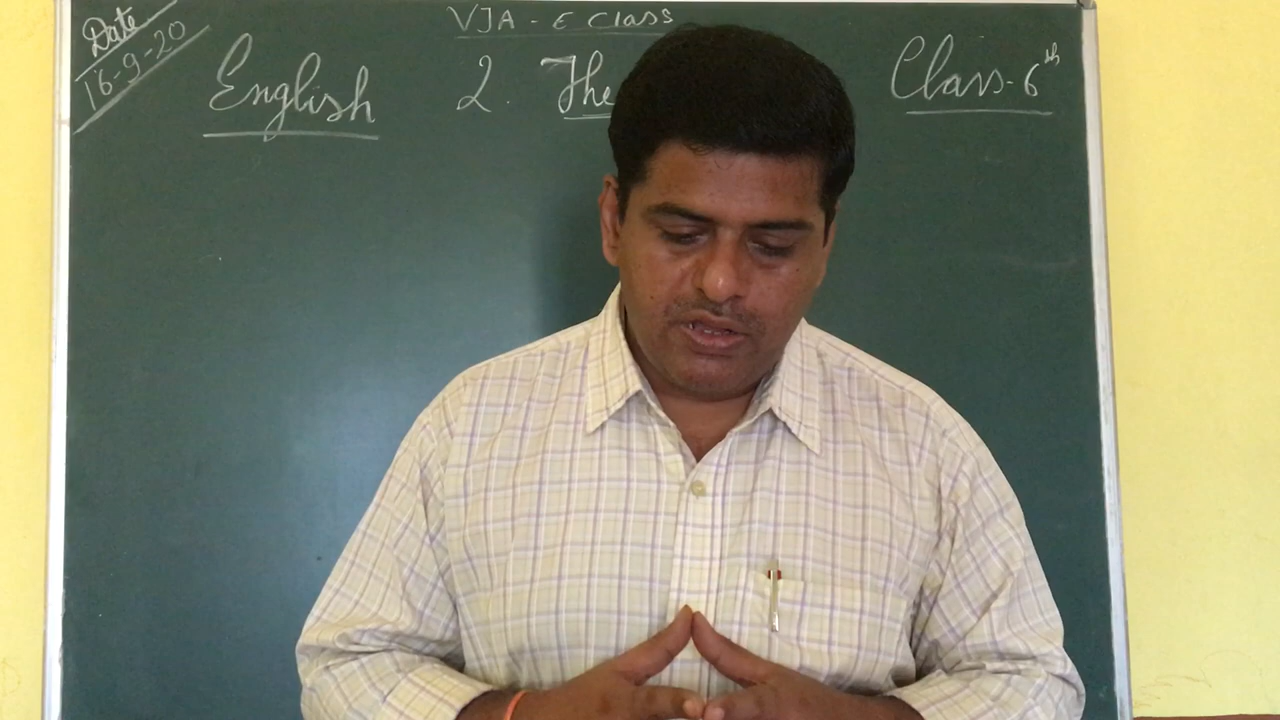 Date
16-9-20
VJA - E Class
English
2. The
Class-6th